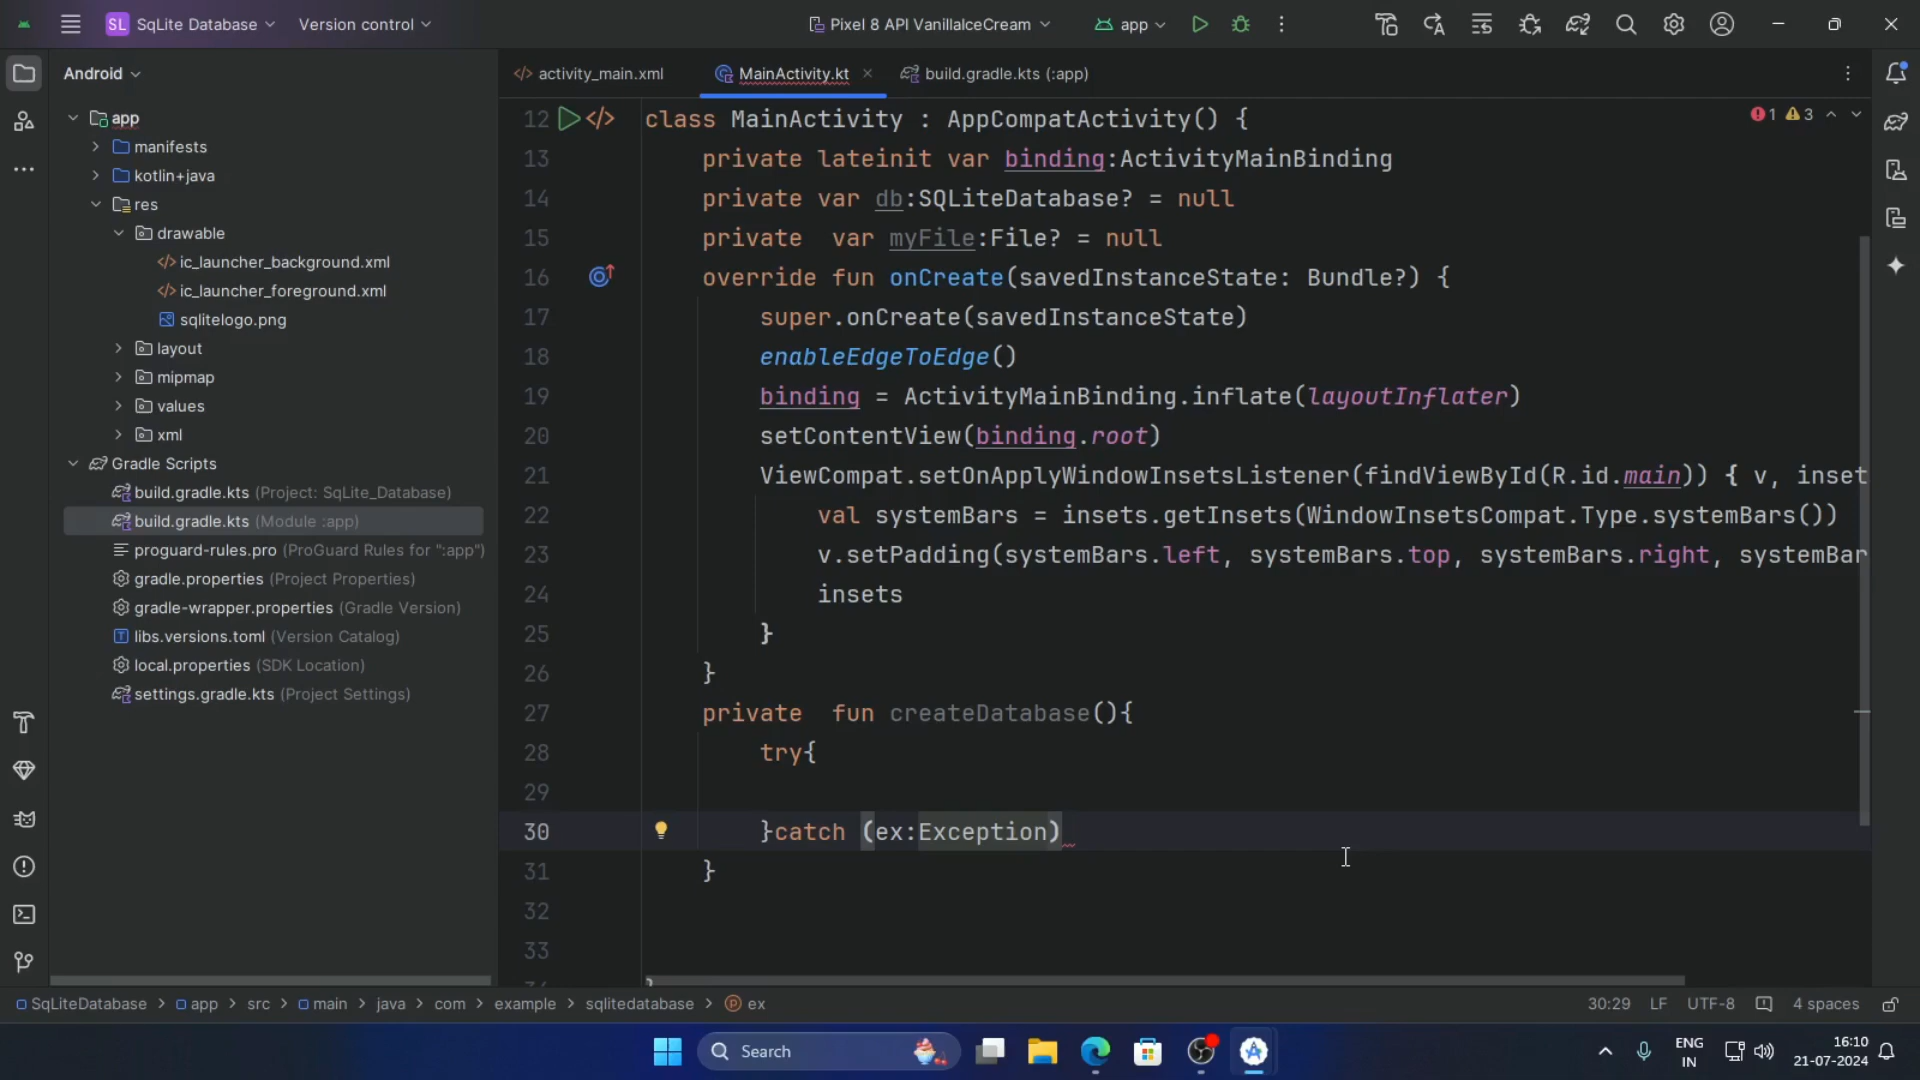 SL SqLite Database Version control Pixel 8 API VanillaIceCream app
Android
activity_main.xml MainActivity.kt build.gradle.kts (:app)
app
manifests
kotlin+java
res
drawable
ic_launcher_background.xml
ic_launcher_foreground.xml
sqlitelogo.png
layout
mipmap
values
xml
Gradle Scripts
build.gradle.kts (Project: SqLite_Database)
build.gradle.kts (Module :app)
proguard-rules.pro (ProGuard Rules for ":app")
gradle.properties (Project Properties)
gradle-wrapper.properties (Gradle Version)
libs.versions.toml (Version Catalog)
local.properties (SDK Location)
settings.gradle.kts (Project Settings)
1 3
12 class MainActivity : AppCompatActivity() {
13 private lateinit var binding:ActivityMainBinding
14 private var db:SQLiteDatabase? = null
15 private  var myFile:File? = null
16 override fun onCreate(savedInstanceState: Bundle?) {
17 super.onCreate(savedInstanceState)
18 enableEdgeToEdge()
19 binding = ActivityMainBinding.inflate(layoutInflater)
20 setContentView(binding.root)
21 ViewCompat.setOnApplyWindowInsetsListener(findViewById(R.id.main)) { v, inset
22 val systemBars = insets.getInsets(WindowInsetsCompat.Type.systemBars())
23 v.setPadding(systemBars.left, systemBars.top, systemBars.right, systemBar
24 insets
25 }
26 }
27 private  fun createDatabase(){
28 try{
29
30 }catch (ex:Exception)
31 }
32
33
SqLiteDatabase > app > src > main > java > com > example > sqlitedatabase > ex 30:29 LF UTF-8 4 spaces
Search
ENG
IN
16:10
21-07-2024